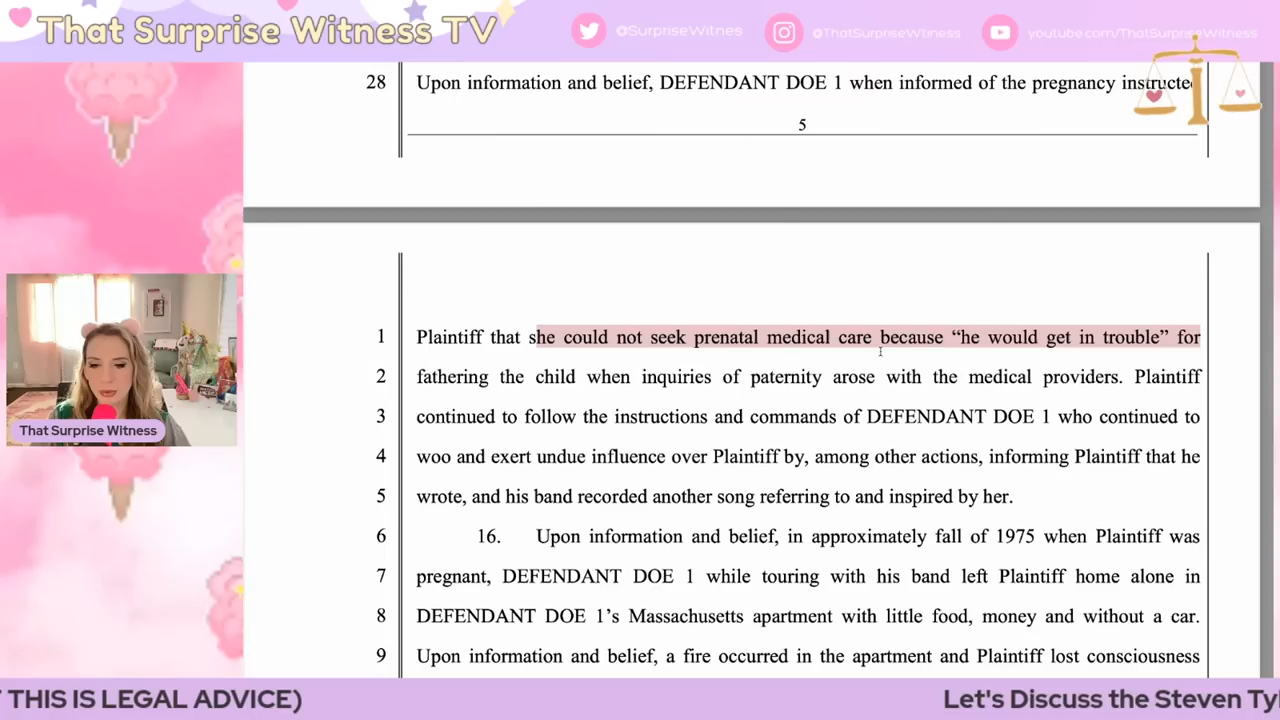 That Surprise Witness TV
@SurpriseWitnes
@ThatSurpriseWtiness
youtube.com/ThatSurpriseWitness
28 Upon information and belief, DEFENDANT DOE 1 when informed of the pregnancy instructed
5
1 Plaintiff that she could not seek prenatal medical care because “he would get in trouble” for
2 fathering the child when inquiries of paternity arose with the medical providers. Plaintiff
3 continued to follow the instructions and commands of DEFENDANT DOE 1 who continued to
4 woo and exert undue influence over Plaintiff by, among other actions, informing Plaintiff that he
5 wrote, and his band recorded another song referring to and inspired by her.
6 16. Upon information and belief, in approximately fall of 1975 when Plaintiff was
7 pregnant, DEFENDANT DOE 1 while touring with his band left Plaintiff home alone in
8 DEFENDANT DOE 1’s Massachusetts apartment with little food, money and without a car.
9 Upon information and belief, a fire occurred in the apartment and Plaintiff lost consciousness
That Surprise Witness
THIS IS LEGAL ADVICE)
Let's Discuss the Steven Tyl